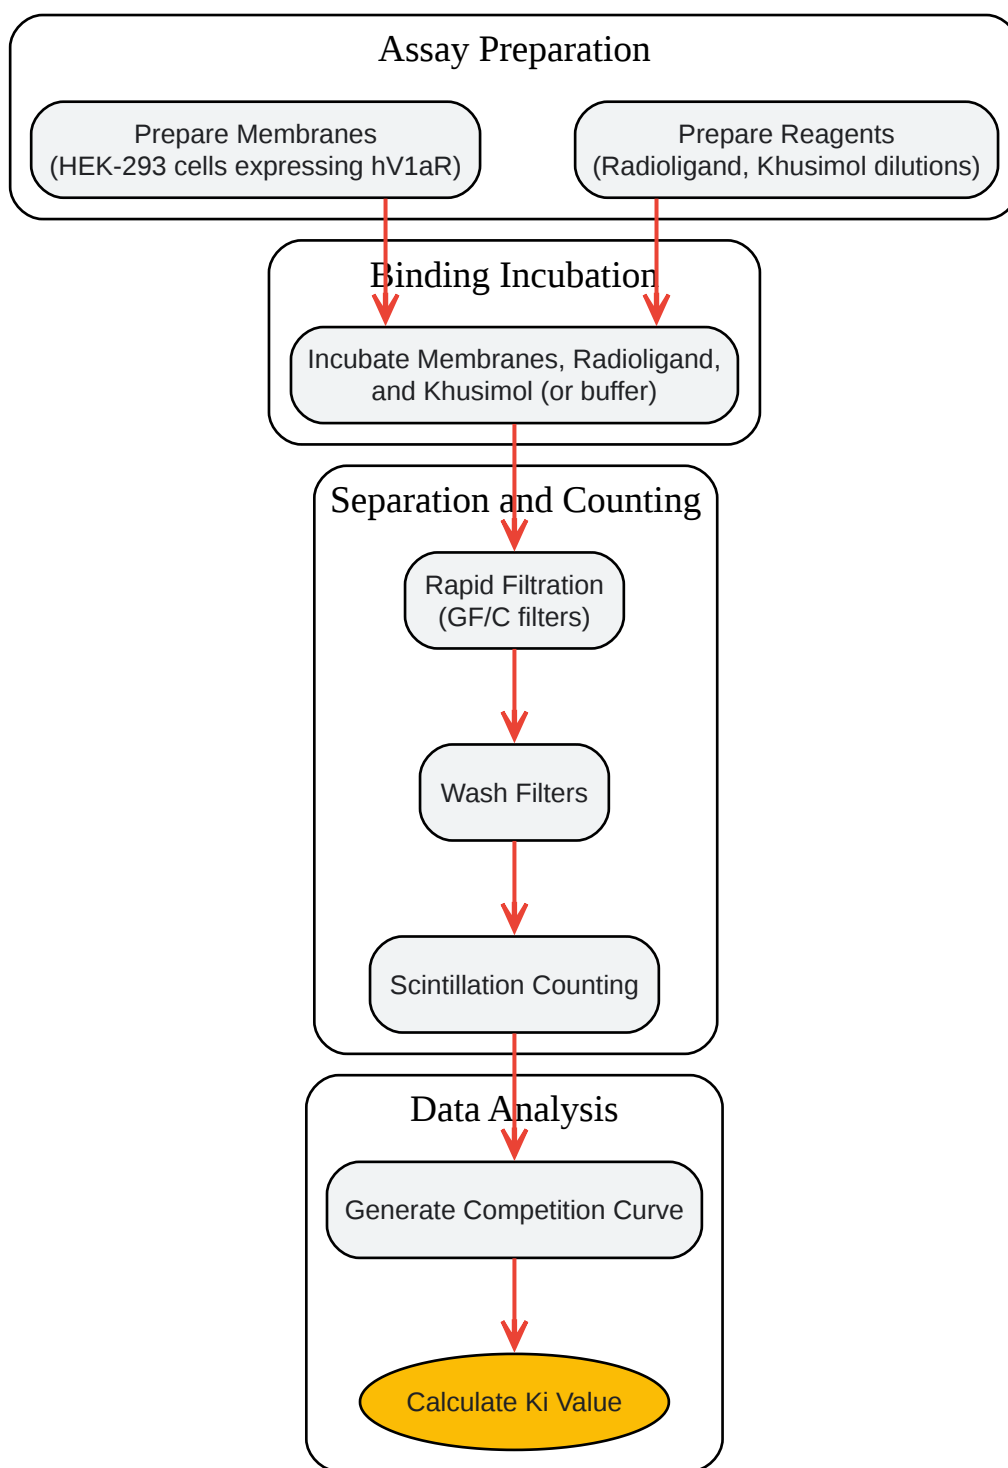 Assay Preparation
Prepare Membranes
(HEK-293 cells expressing hV1aR)
Prepare Reagents
(Radioligand, Khusimol dilutions)
Binding Incubation
Incubate Membranes, Radioligand,
and Khusimol (or buffer)
Separation and Counting
Rapid Filtration
(GF/C filters)
Wash Filters
Scintillation Counting
Data Analysis
Generate Competition Curve
Calculate Ki Value